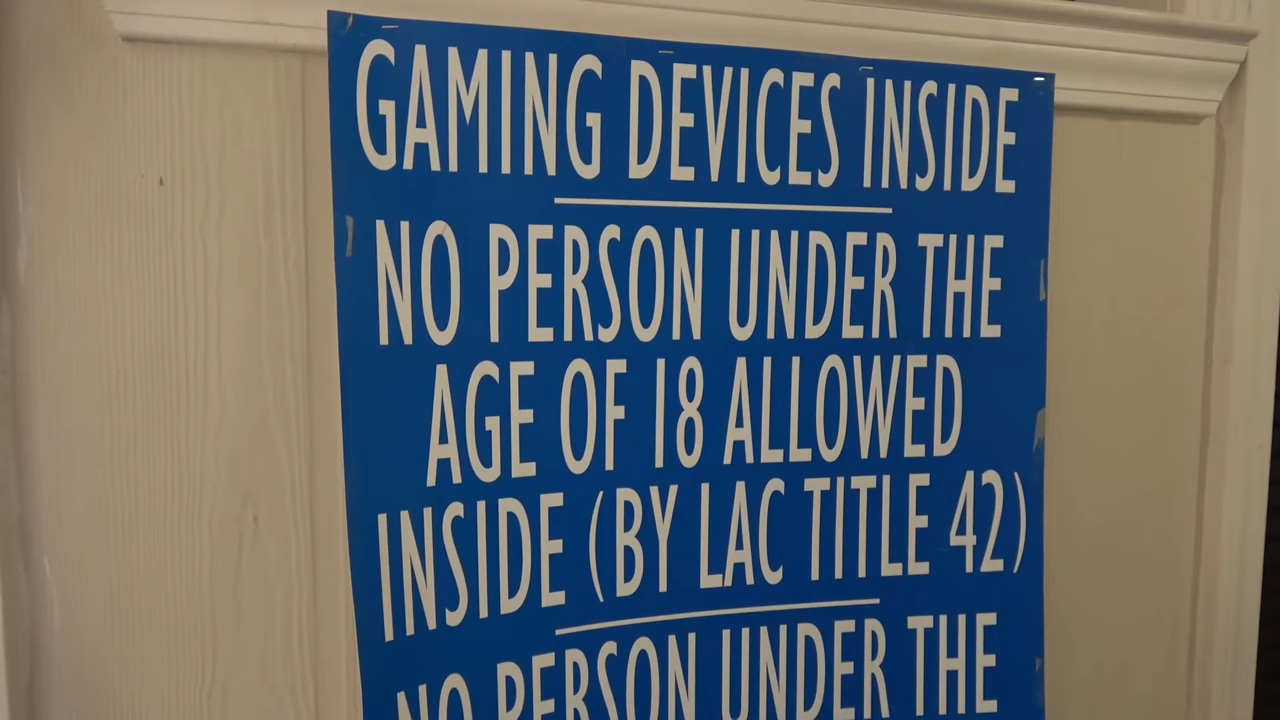 GAMING DEVICES INSIDE
NO PERSON UNDER THE
AGE OF 18 ALLOWED
INSIDE (BY LAC TITLE 42)
NO PERSON UNDER THE